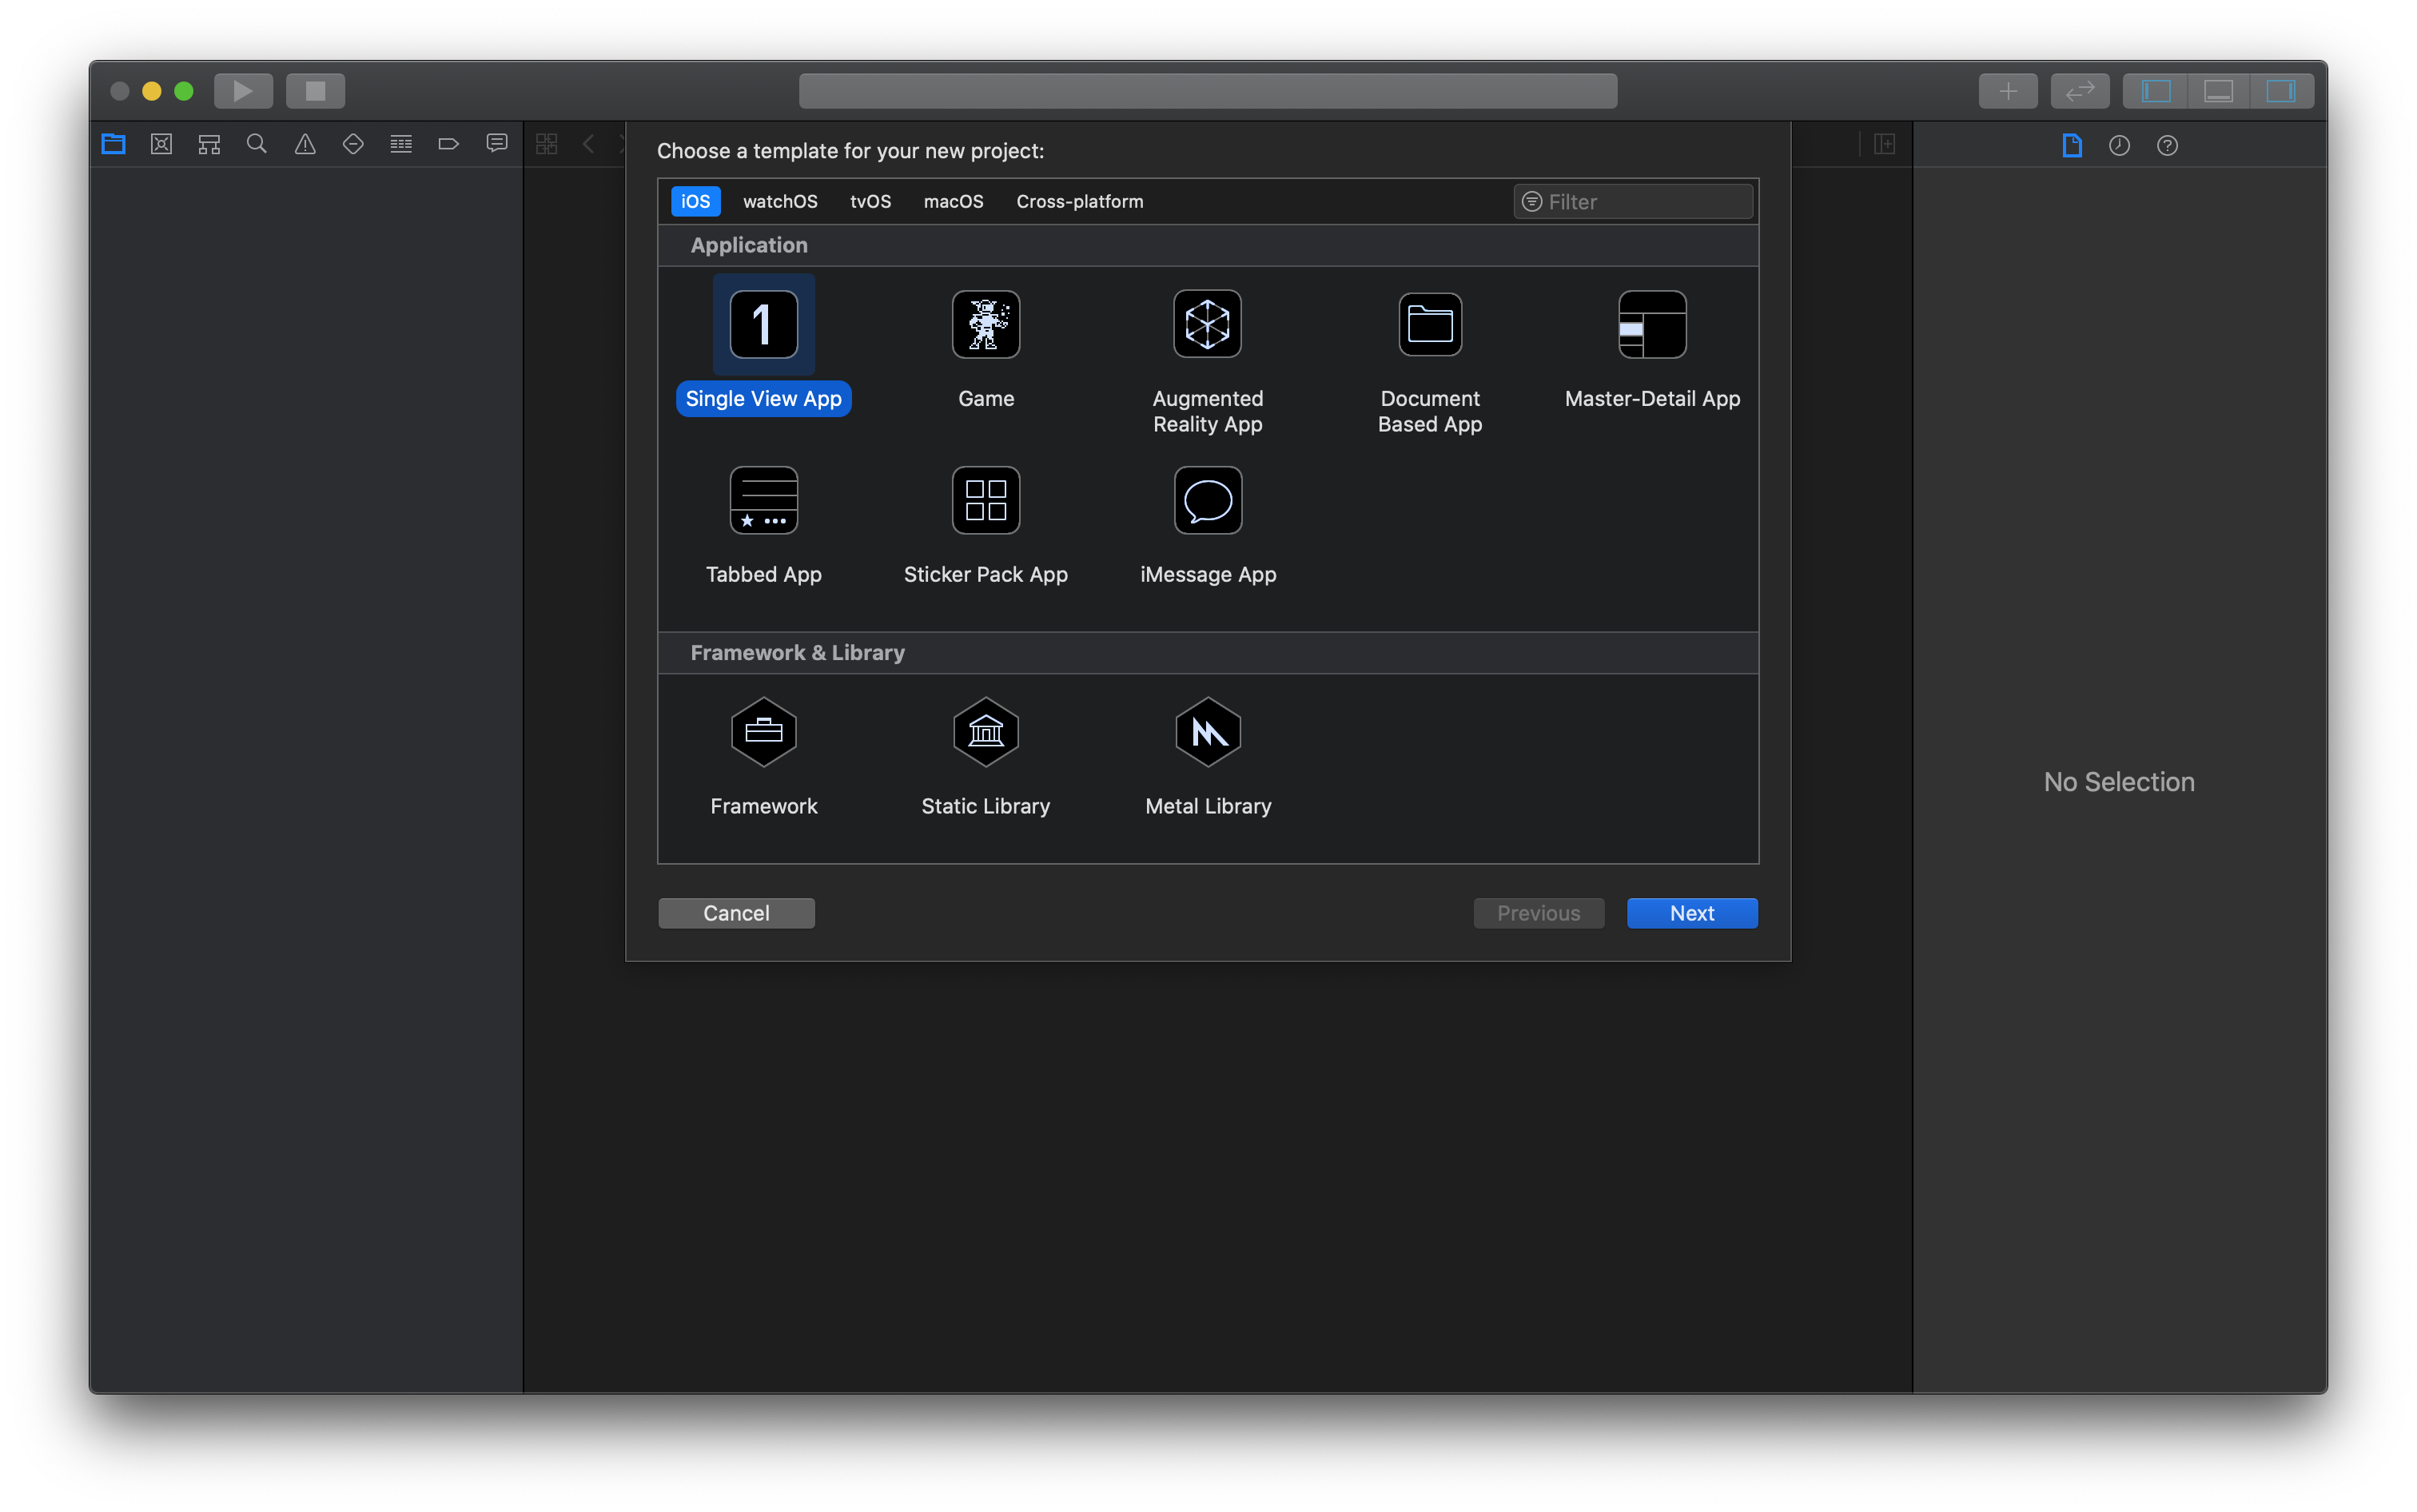 Choose a template for your new project:
iOS watchOS tvOS macOS Cross-platform Filter
Application
1
Single View App Game Augmented Reality App Document Based App Master-Detail App
Tabbed App Sticker Pack App iMessage App
Framework & Library
Framework Static Library Metal Library
No Selection
Cancel Previous Next